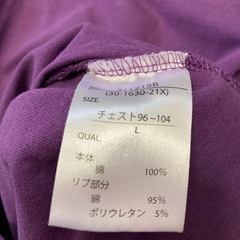 (30-1630-21X)
SIZE.
チェスト96~104
L
QUAL.
本体
綿 100%
リブ部分
綿 95%
ポリウレタン 5%